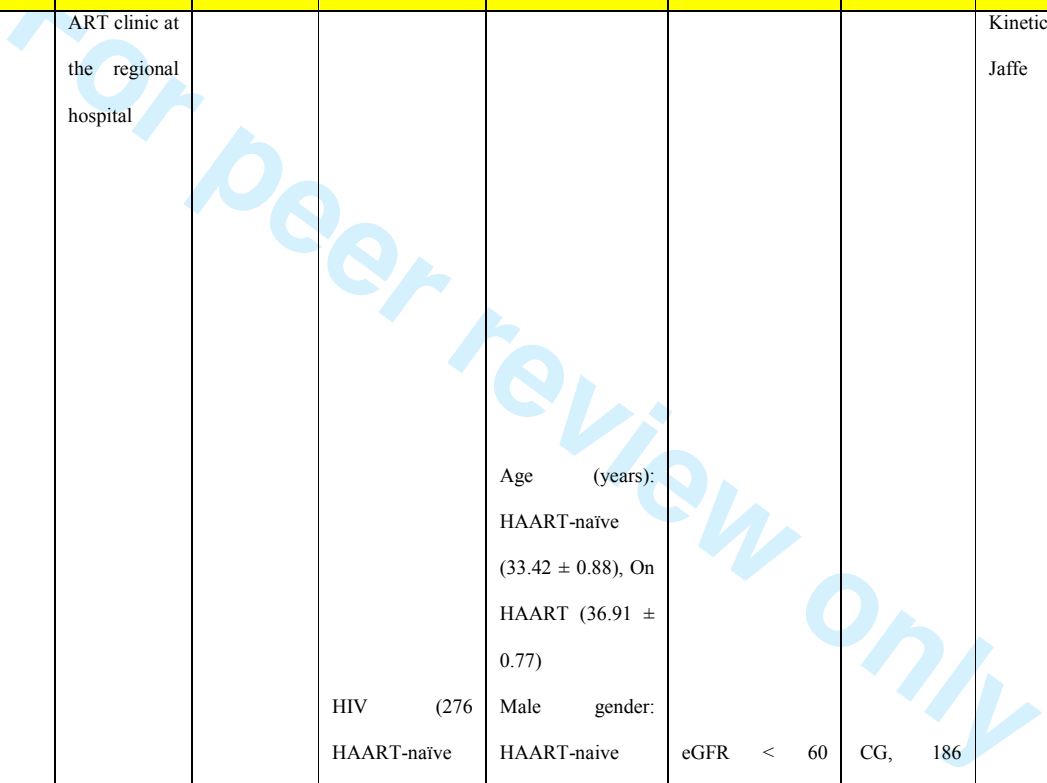 ART clinic at
the regional
hospital
Kinetic
Jaffe
Age (years):
HAART-naïve
(33.42 ± 0.88), On
HAART (36.91 ±
0.77)
HIV (276
HAART-naïve
Male gender:
HAART-naive
eGFR < 60
CG, 186
For peer review only